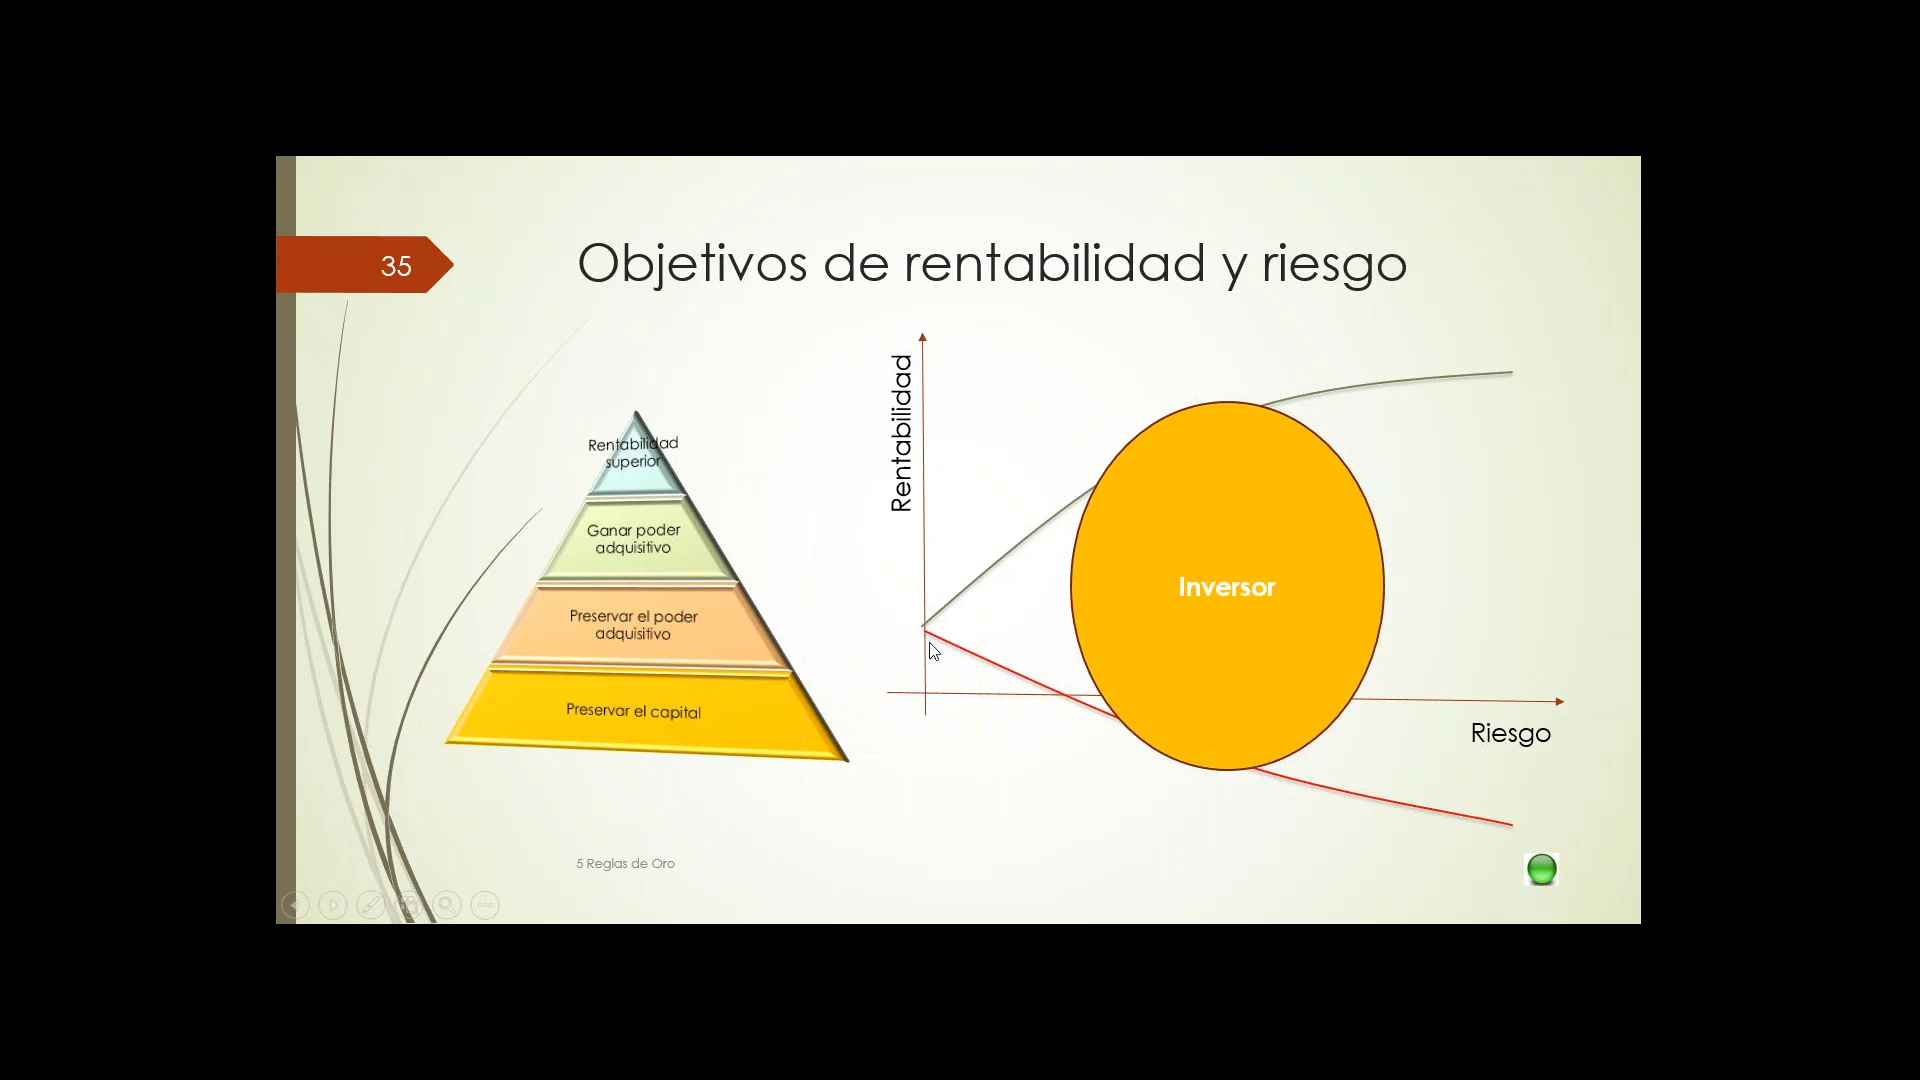 35
Objetivos de rentabilidad y riesgo
Rentabilidad
superior
Ganar poder
adquisitivo
Preservar el poder
adquisitivo
Preservar el capital
Rentabilidad
Inversor
Riesgo
5 Reglas de Oro